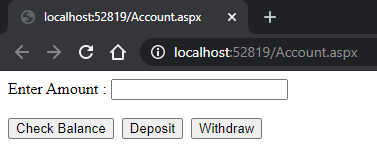 localhost:52819/Account.aspx
localhost:52819/Account.aspx
Enter Amount :
Check Balance Deposit Withdraw